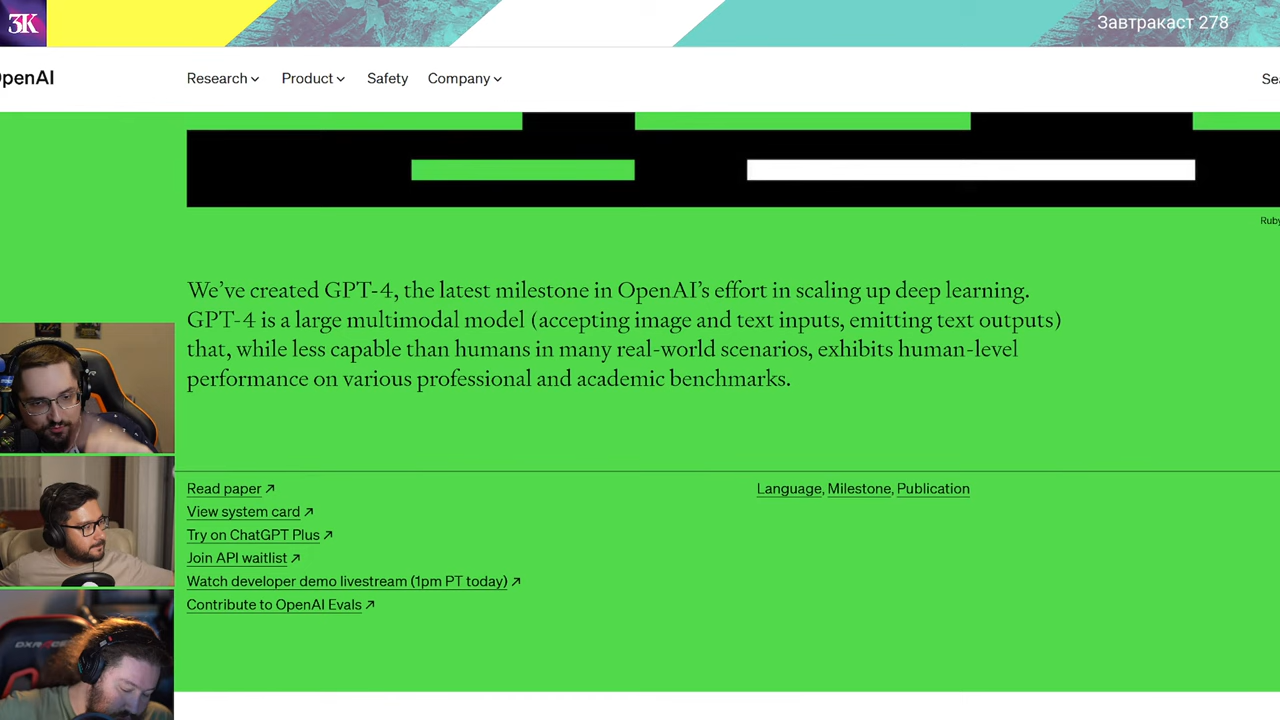 ЗК
Завтракаст 278
OpenAI
Research
Product
Safety
Company
We’ve created GPT-4, the latest milestone in OpenAI’s effort in scaling up deep learning.
GPT-4 is a large multimodal model (accepting image and text inputs, emitting text outputs)
that, while less capable than humans in many real-world scenarios, exhibits human-level
performance on various professional and academic benchmarks.
Read paper ↗
View system card ↗
Try on ChatGPT Plus ↗
Join API waitlist ↗
Watch developer demo livestream (1pm PT today) ↗
Contribute to OpenAI Evals ↗
Language, Milestone, Publication